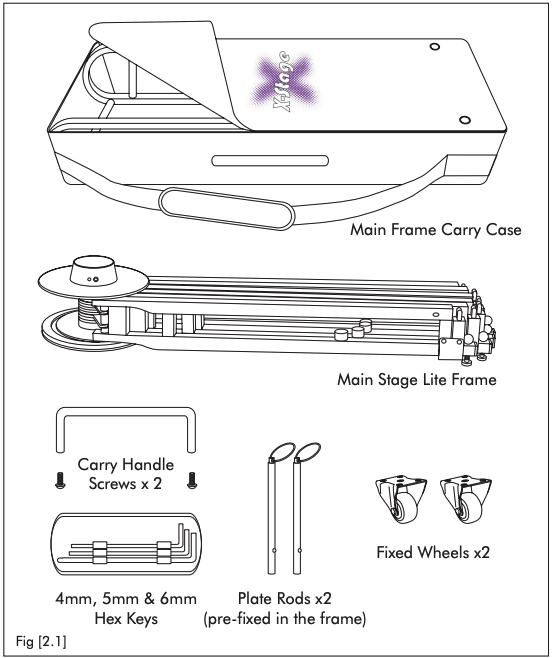 X-Stage
Main Frame Carry Case
Main Stage Lite Frame
Carry Handle
Screws x 2
4mm, 5mm & 6mm
Hex Keys
Plate Rods x2
(pre-fixed in the frame)
Fixed Wheels x2
Fig [2.1]